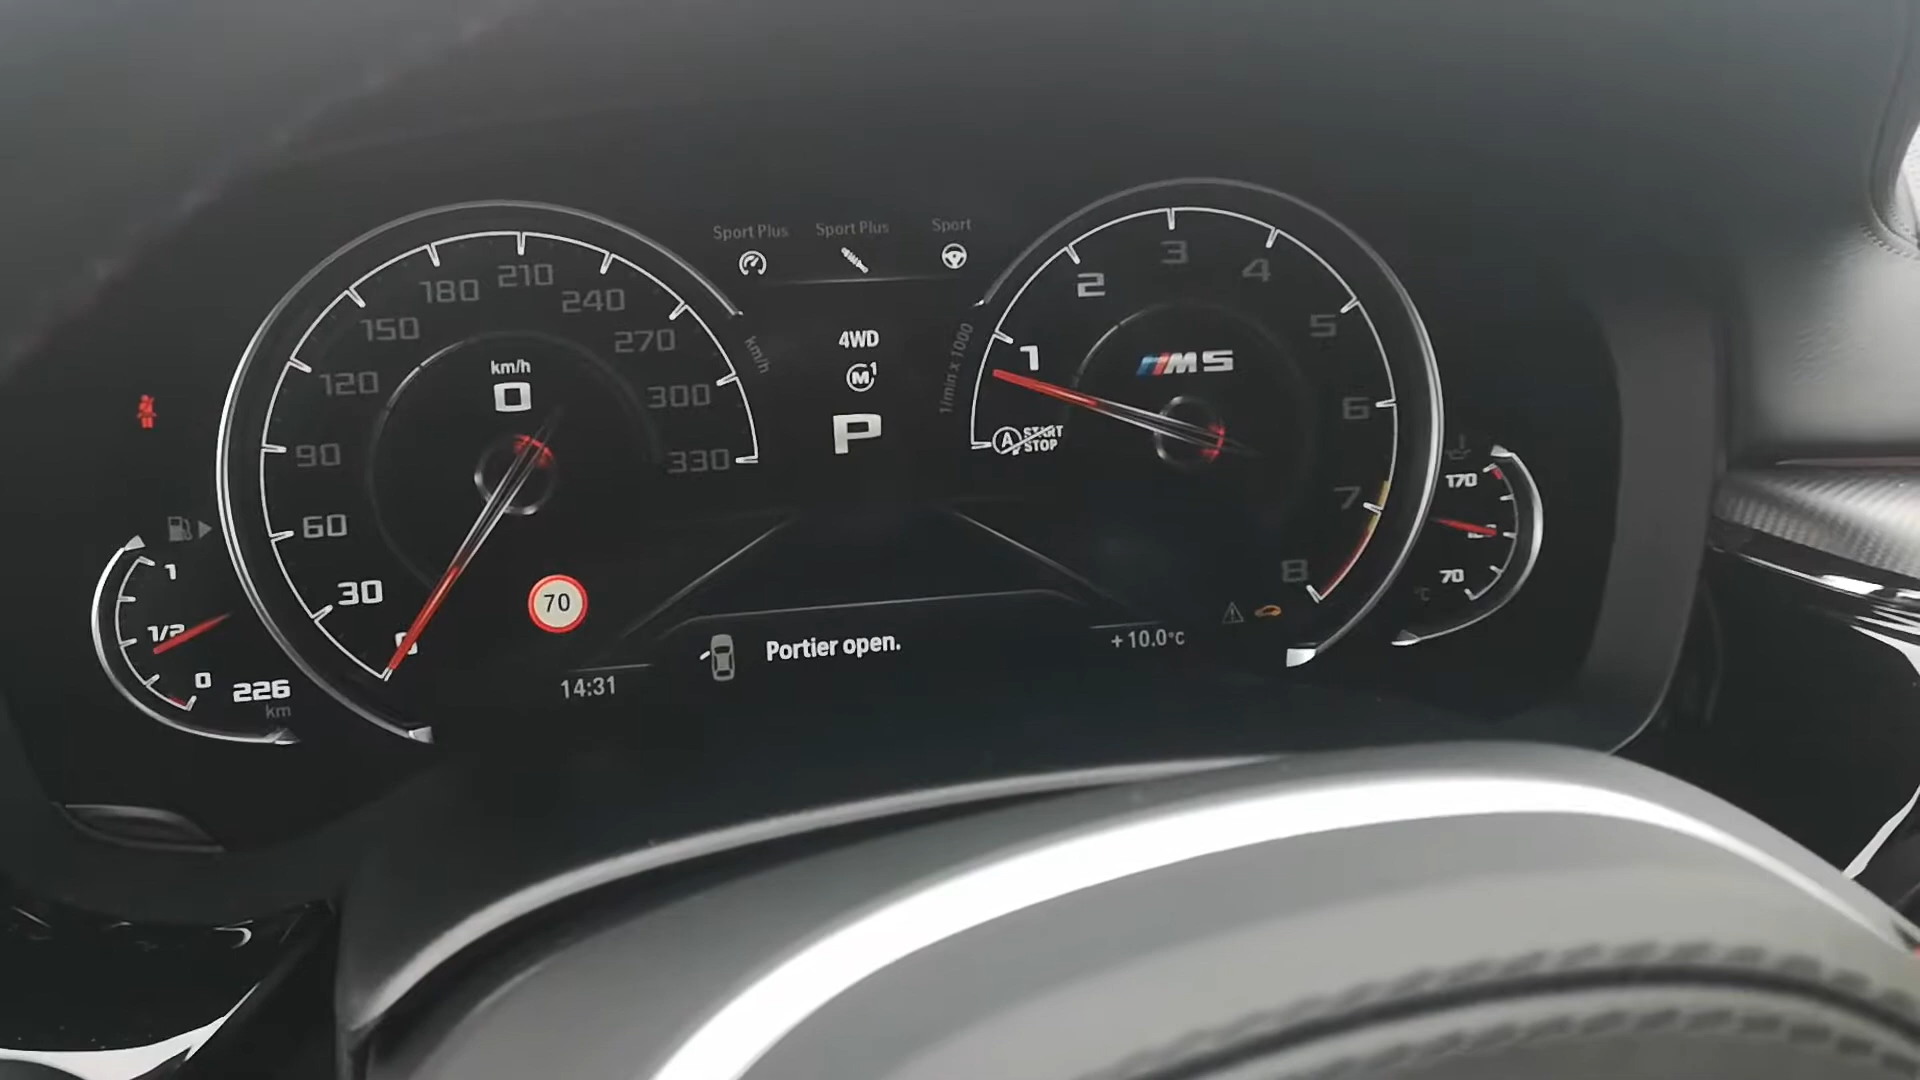 Sport Plus
Sport Plus
Sport
180
210
240
150
270
120
300
90
330
60
30
km/h
km/h
0
4WD
M1
P
1/min x 1000
1
2
3
4
5
6
7
8
M5
A START STOP
170
70
°C
1
1/2
0
226
km
70
14:31
Portier open.
+10.0°C